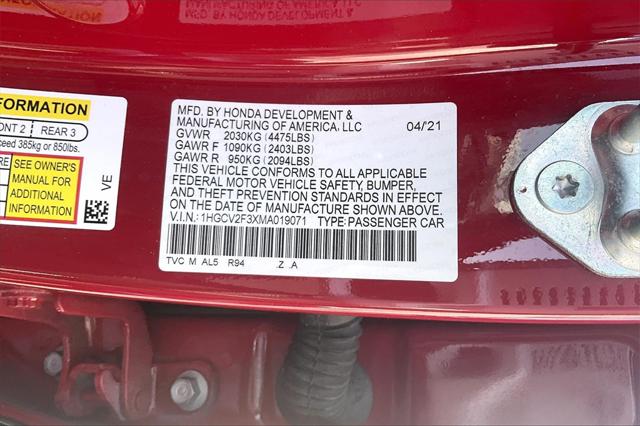 FORMATION
ONT 2 | REAR 3
exceed 385kg or 850lbs.
SEE OWNER'S
MANUAL FOR
ADDITIONAL
INFORMATION
VE
MFD. BY HONDA DEVELOPMENT &
MANUFACTURING OF AMERICA, LLC 04/'21
GVWR 2030KG (4475LBS)
GAWR F 1090KG (2403LBS)
GAWR R 950KG (2094LBS)
THIS VEHICLE CONFORMS TO ALL APPLICABLE
FEDERAL MOTOR VEHICLE SAFETY, BUMPER,
AND THEFT PREVENTION STANDARDS IN EFFECT
ON THE DATE OF MANUFACTURE SHOWN ABOVE.
V.I.N.: 1HGCV2F3XMA019071 TYPE: PASSENGER CAR
TVC M AL5 R94 .Z .A